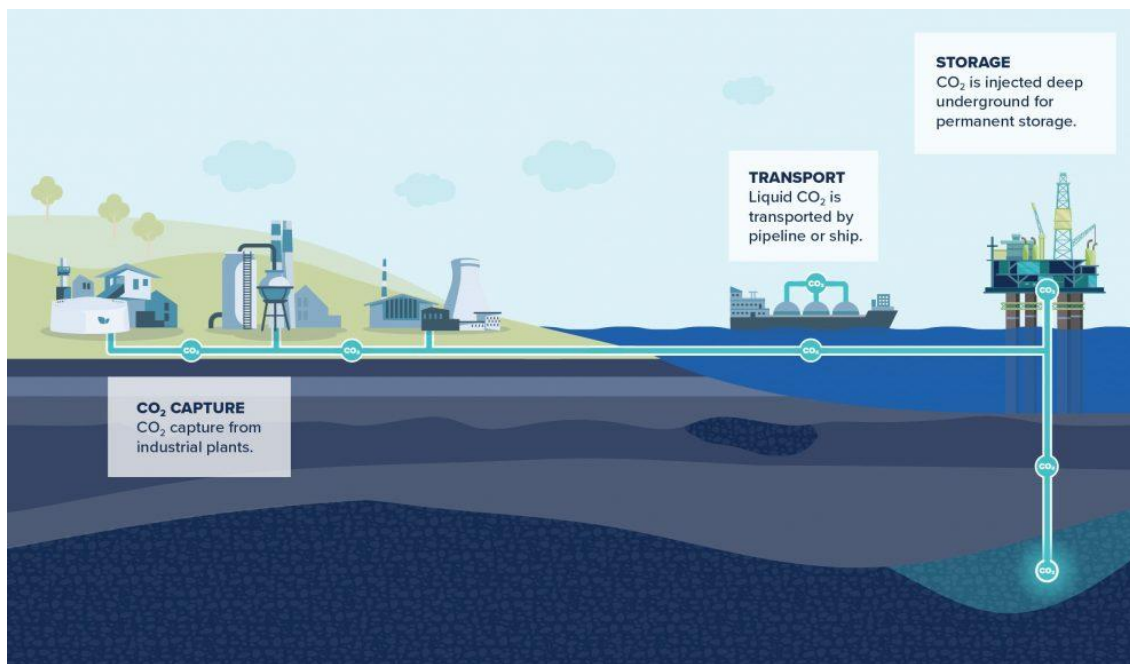 STORAGE
CO₂ is injected deep
underground for
permanent storage.
TRANSPORT
Liquid CO₂ is
transported by
pipeline or ship.
CO₂
CO₂
CO₂
CO₂
CO₂
CO₂ CAPTURE
CO₂ capture from
industrial plants.
CO₂
CO₂